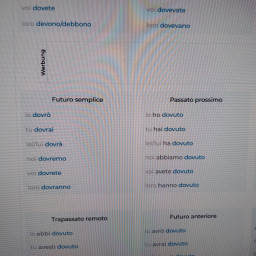 voi dovete
voi dovevate
loro devono/debbono
loro dovevano
Werbung
Futuro semplice
Passato prossimo
io dovrò
io ho dovuto
tu dovrai
tu hai dovuto
lei/lui dovrà
lei/lui ha dovuto
noi dovremo
noi abbiamo dovuto
voi dovrete
voi avete dovuto
loro dovranno
loro hanno dovuto
Trapassato remoto
Futuro anteriore
io ebbi dovuto
io avrò dovuto
tu avesti dovuto
tu avrai dovuto